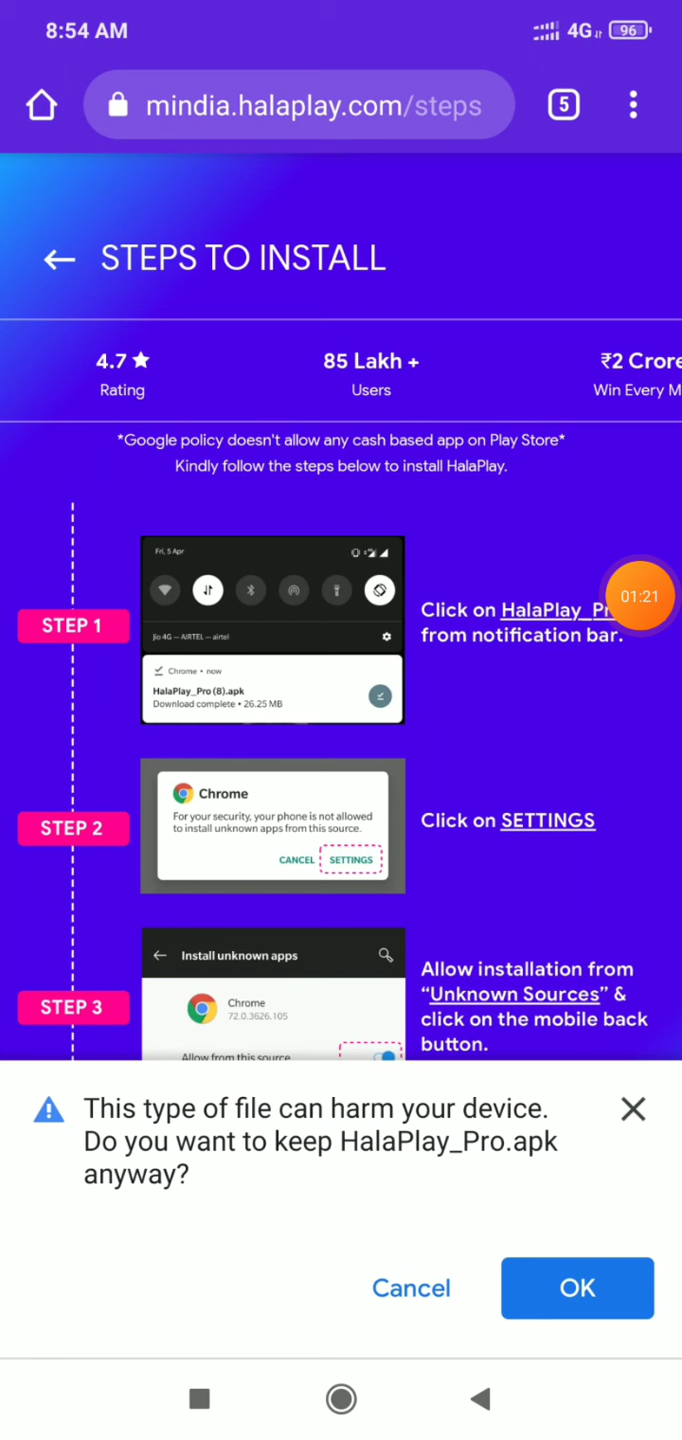 8:54 AM
4G 96
mindia.halaplay.com/steps
5
STEPS TO INSTALL
4.7 ★
Rating
85 Lakh +
Users
₹2 Crore
Win Every M
*Google policy doesn't allow any cash based app on Play Store*
Kindly follow the steps below to install HalaPlay.
STEP 1
Fri, 5 Apr
Jio 4G — AIRTEL — airtel
Chrome • now
HalaPlay_Pro (8).apk
Download complete • 26.25 MB
Click on HalaPlay_Pr
from notification bar.
01:21
STEP 2
Chrome
For your security, your phone is not allowed
to install unknown apps from this source.
CANCEL SETTINGS
Click on SETTINGS
STEP 3
Install unknown apps
Chrome
72.0.3626.105
Allow from this source
Allow installation from
“Unknown Sources” &
click on the mobile back
button.
This type of file can harm your device.
Do you want to keep HalaPlay_Pro.apk
anyway?
Cancel
OK